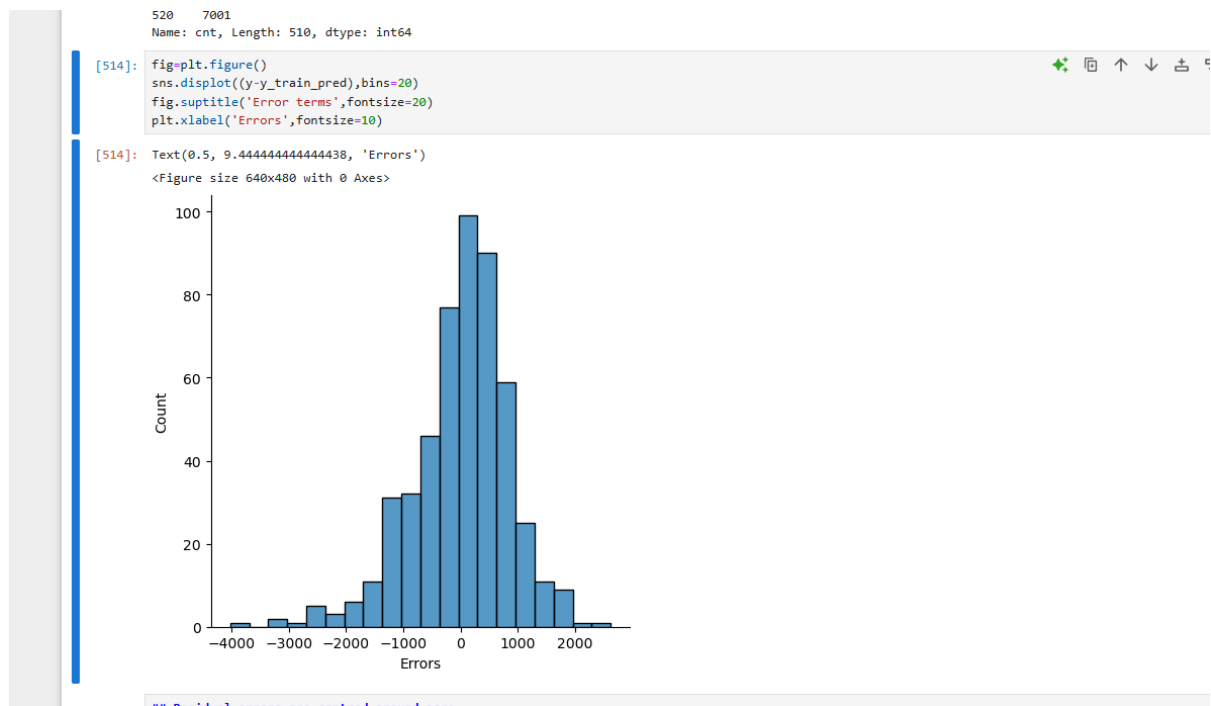 520    7001
Name: cnt, Length: 510, dtype: int64
[514]: fig=plt.figure()
sns.displot((y-y_train_pred),bins=20)
fig.suptitle('Error terms',fontsize=20)
plt.xlabel('Errors',fontsize=10)
[514]: Text(0.5, 9.444444444444438, 'Errors')
<Figure size 640x480 with 0 Axes>
100
80
60
40
20
0
Count
−4000 −3000 −2000 −1000 0 1000 2000
Errors